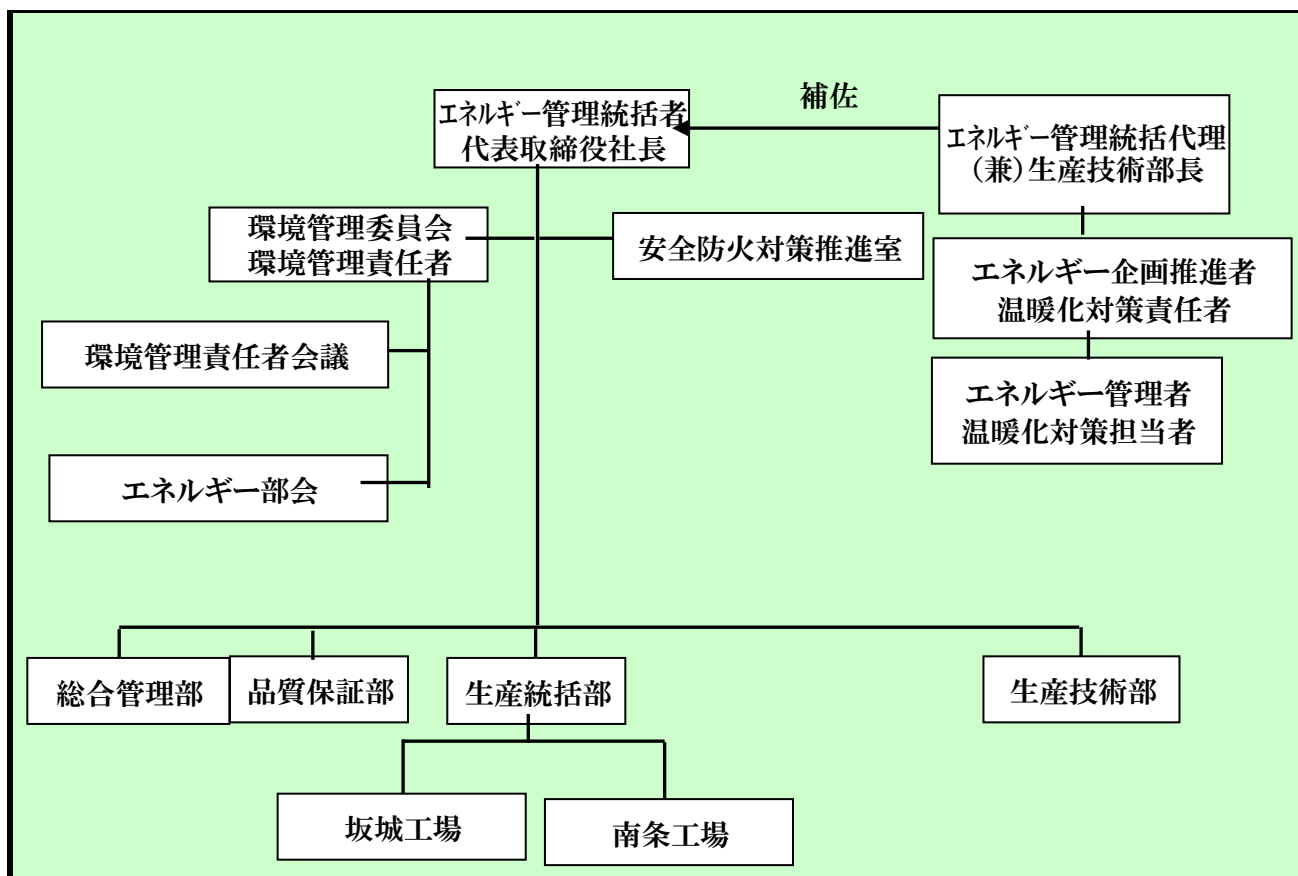 補佐
エネルギー管理統括者
代表取締役社長
エネルギー管理統括代理
(兼)生産技術部長
環境管理委員会
環境管理責任者
安全防火対策推進室
エネルギー企画推進者
温暖化対策責任者
環境管理責任者会議
エネルギー管理者
温暖化対策担当者
エネルギー部会
総合管理部
品質保証部
生産統括部
生産技術部
坂城工場
南条工場